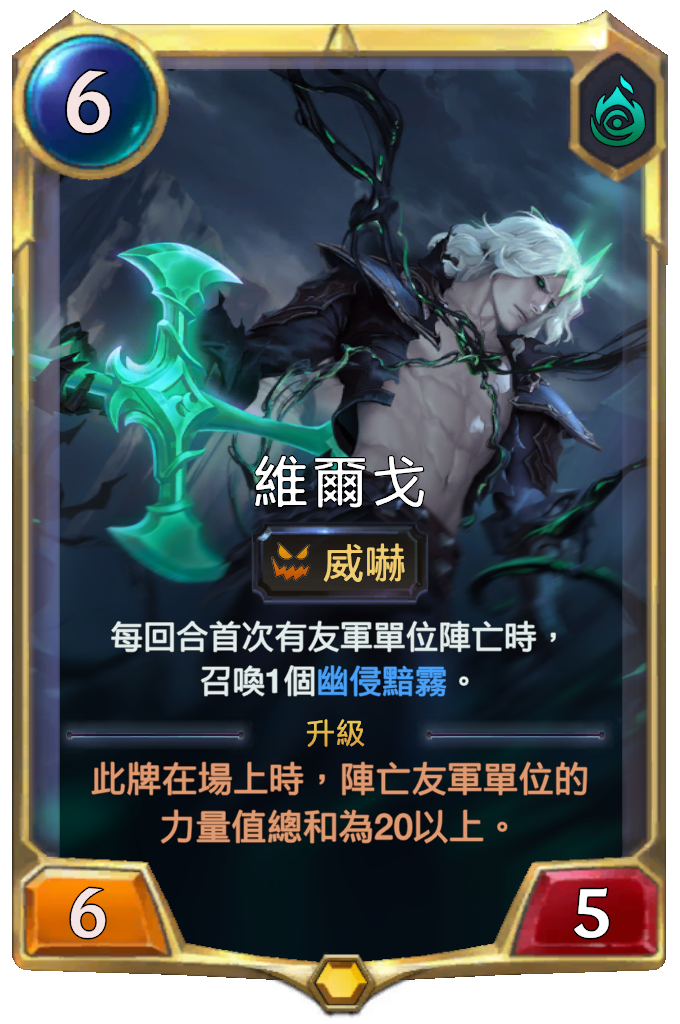 6
維爾戈
威嚇
每回合首次有友軍單位陣亡時，
召喚1個幽侵黯霧。
升級
此牌在場上時，陣亡友軍單位的
力量值總和為20以上。
6
5